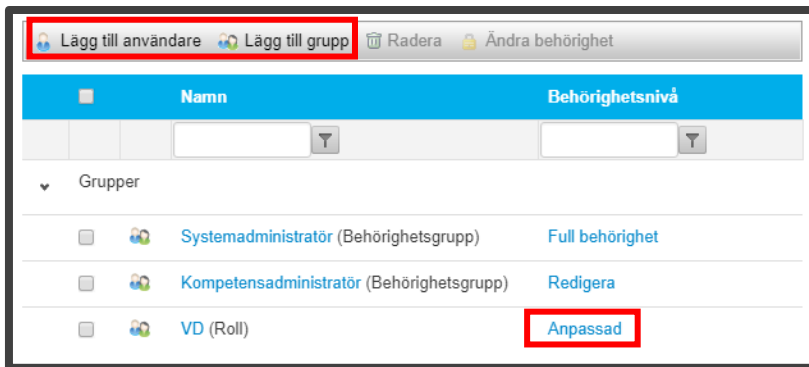 Lägg till användare Lägg till grupp Radera Ändra behörighet
Namn Behörighetsnivå
Grupper
Systemadministratör (Behörighetsgrupp) Full behörighet
Kompetensadministratör (Behörighetsgrupp) Redigera
VD (Roll) Anpassad